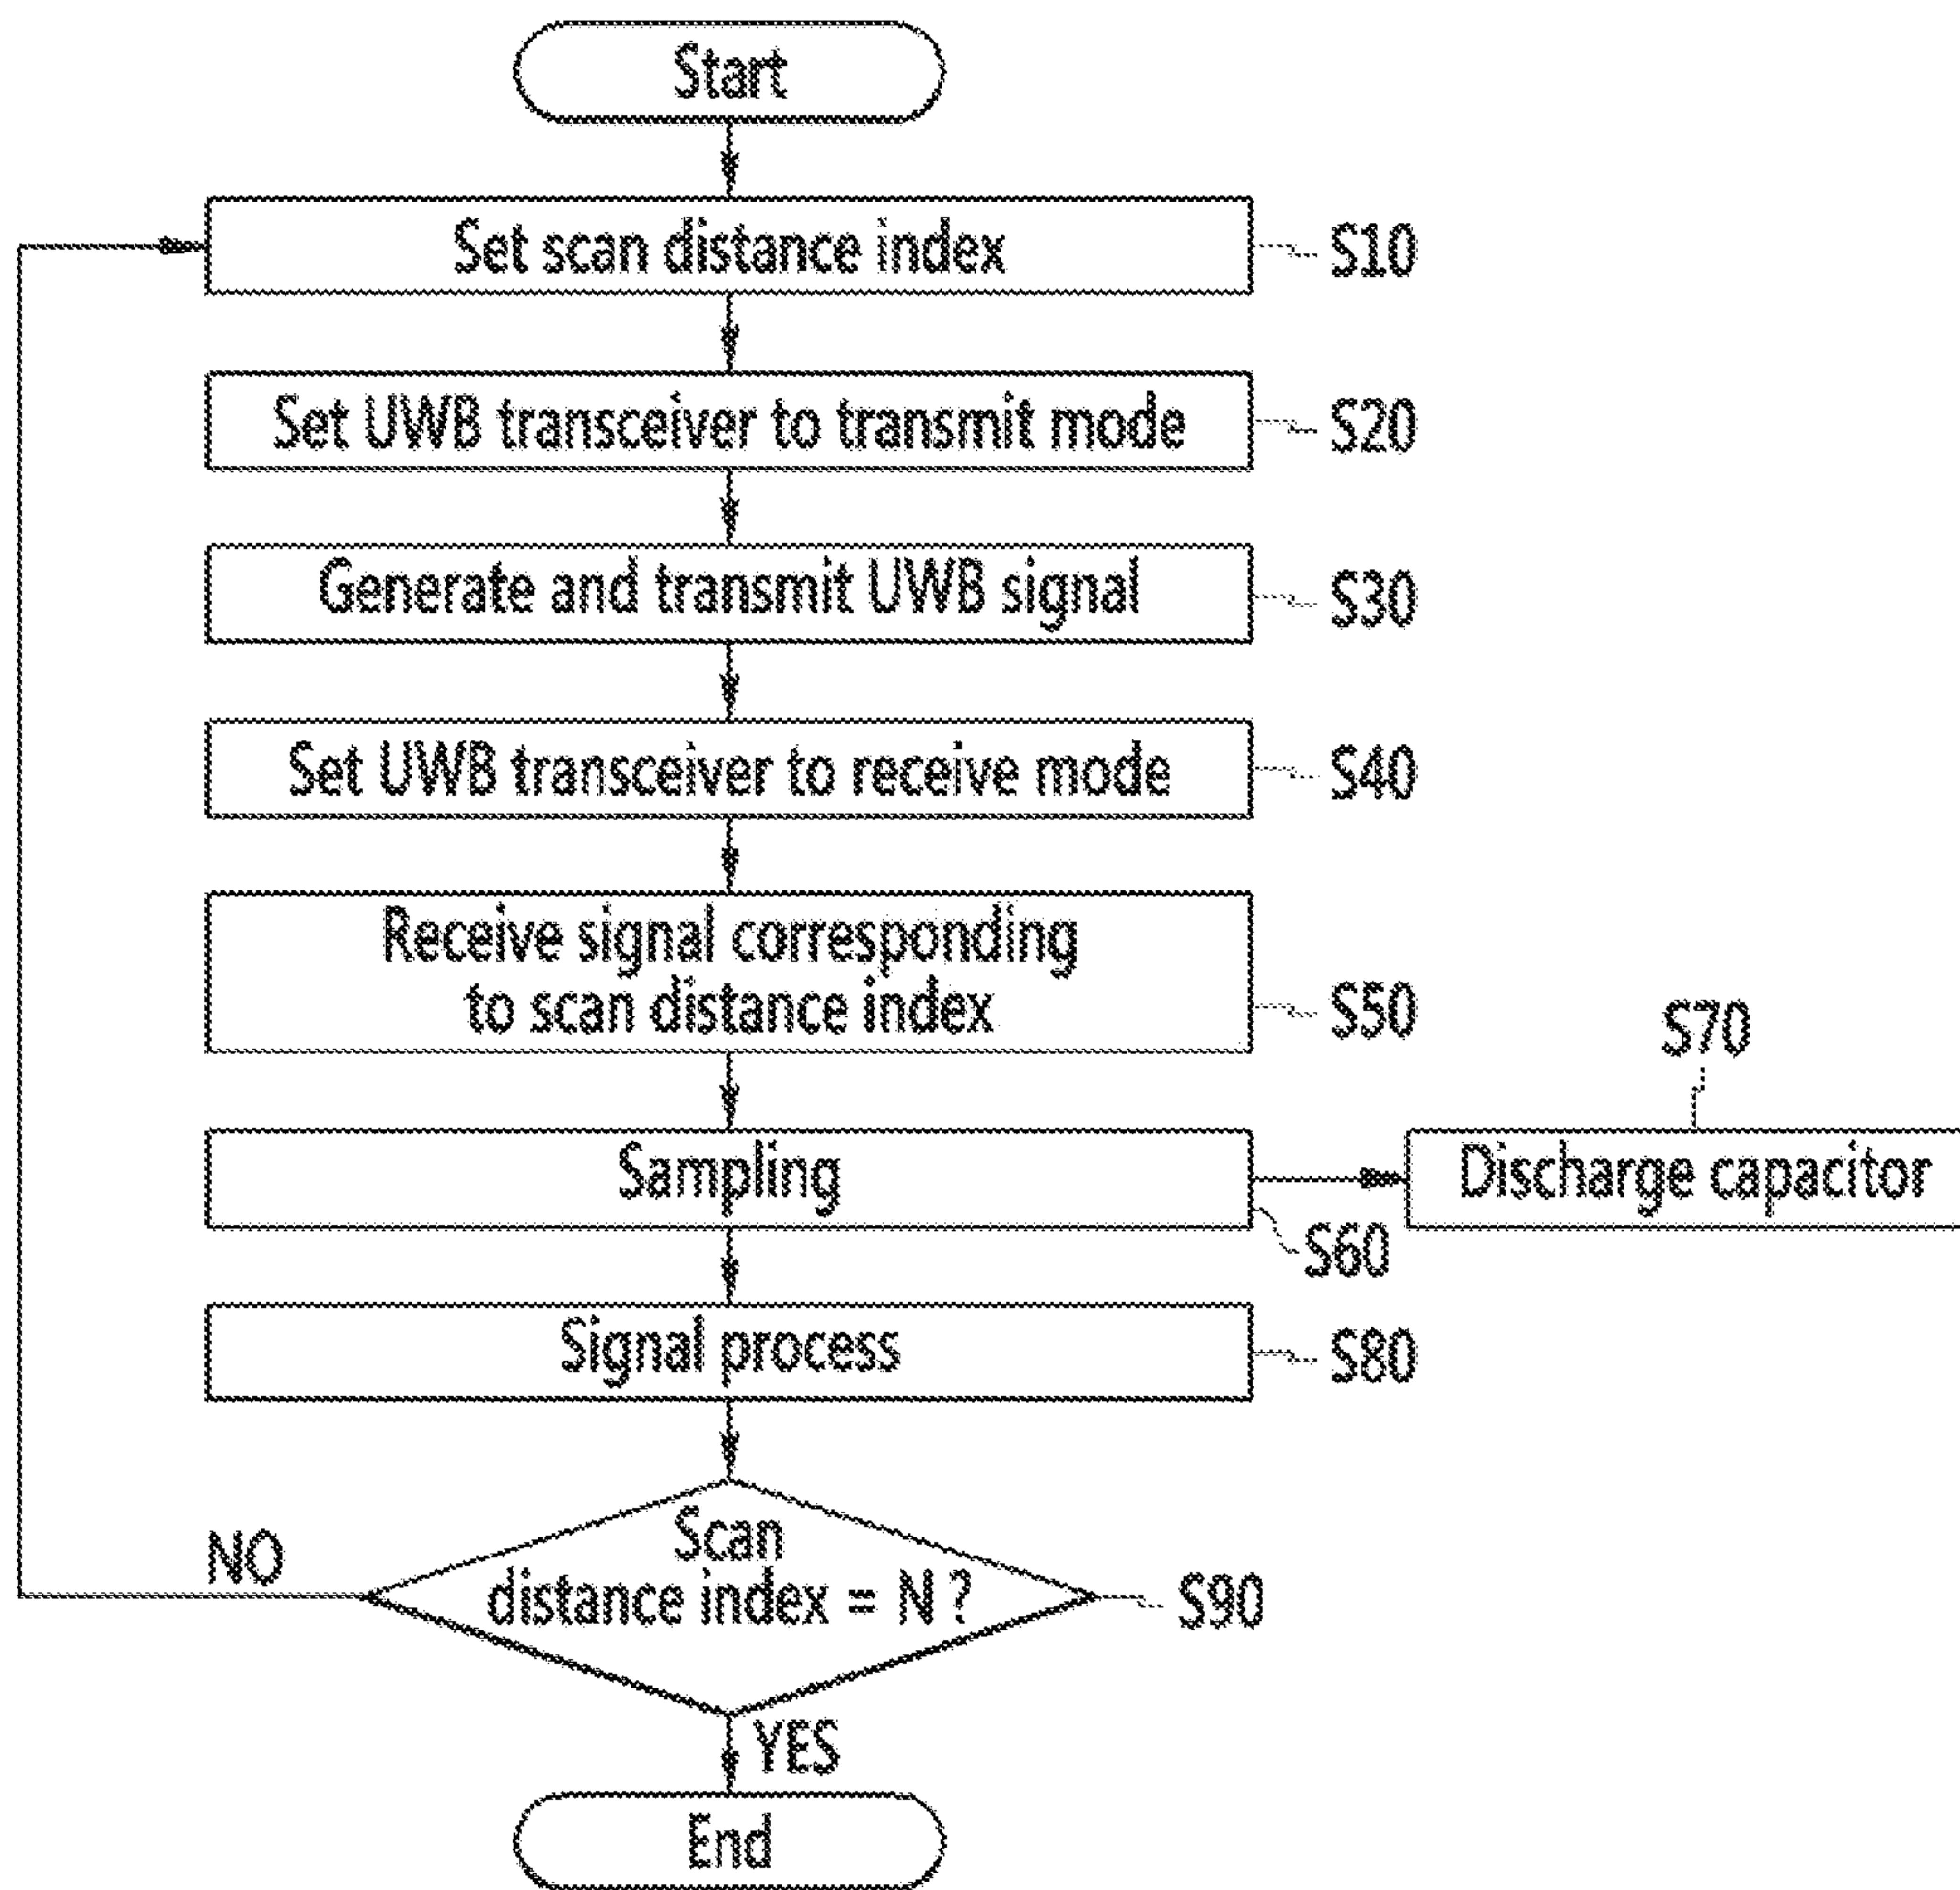 Start
Set scan distance index
S10
Set UWB transceiver to transmit mode
S20
Generate and transmit UWB signal
S30
Set UWB transceiver to receive mode
S40
Receive signal corresponding
to scan distance index
S50
S70
Sampling
Discharge capacitor
S60
Signal process
S80
Scan
distance index = N ?
NO
S90
YES
End